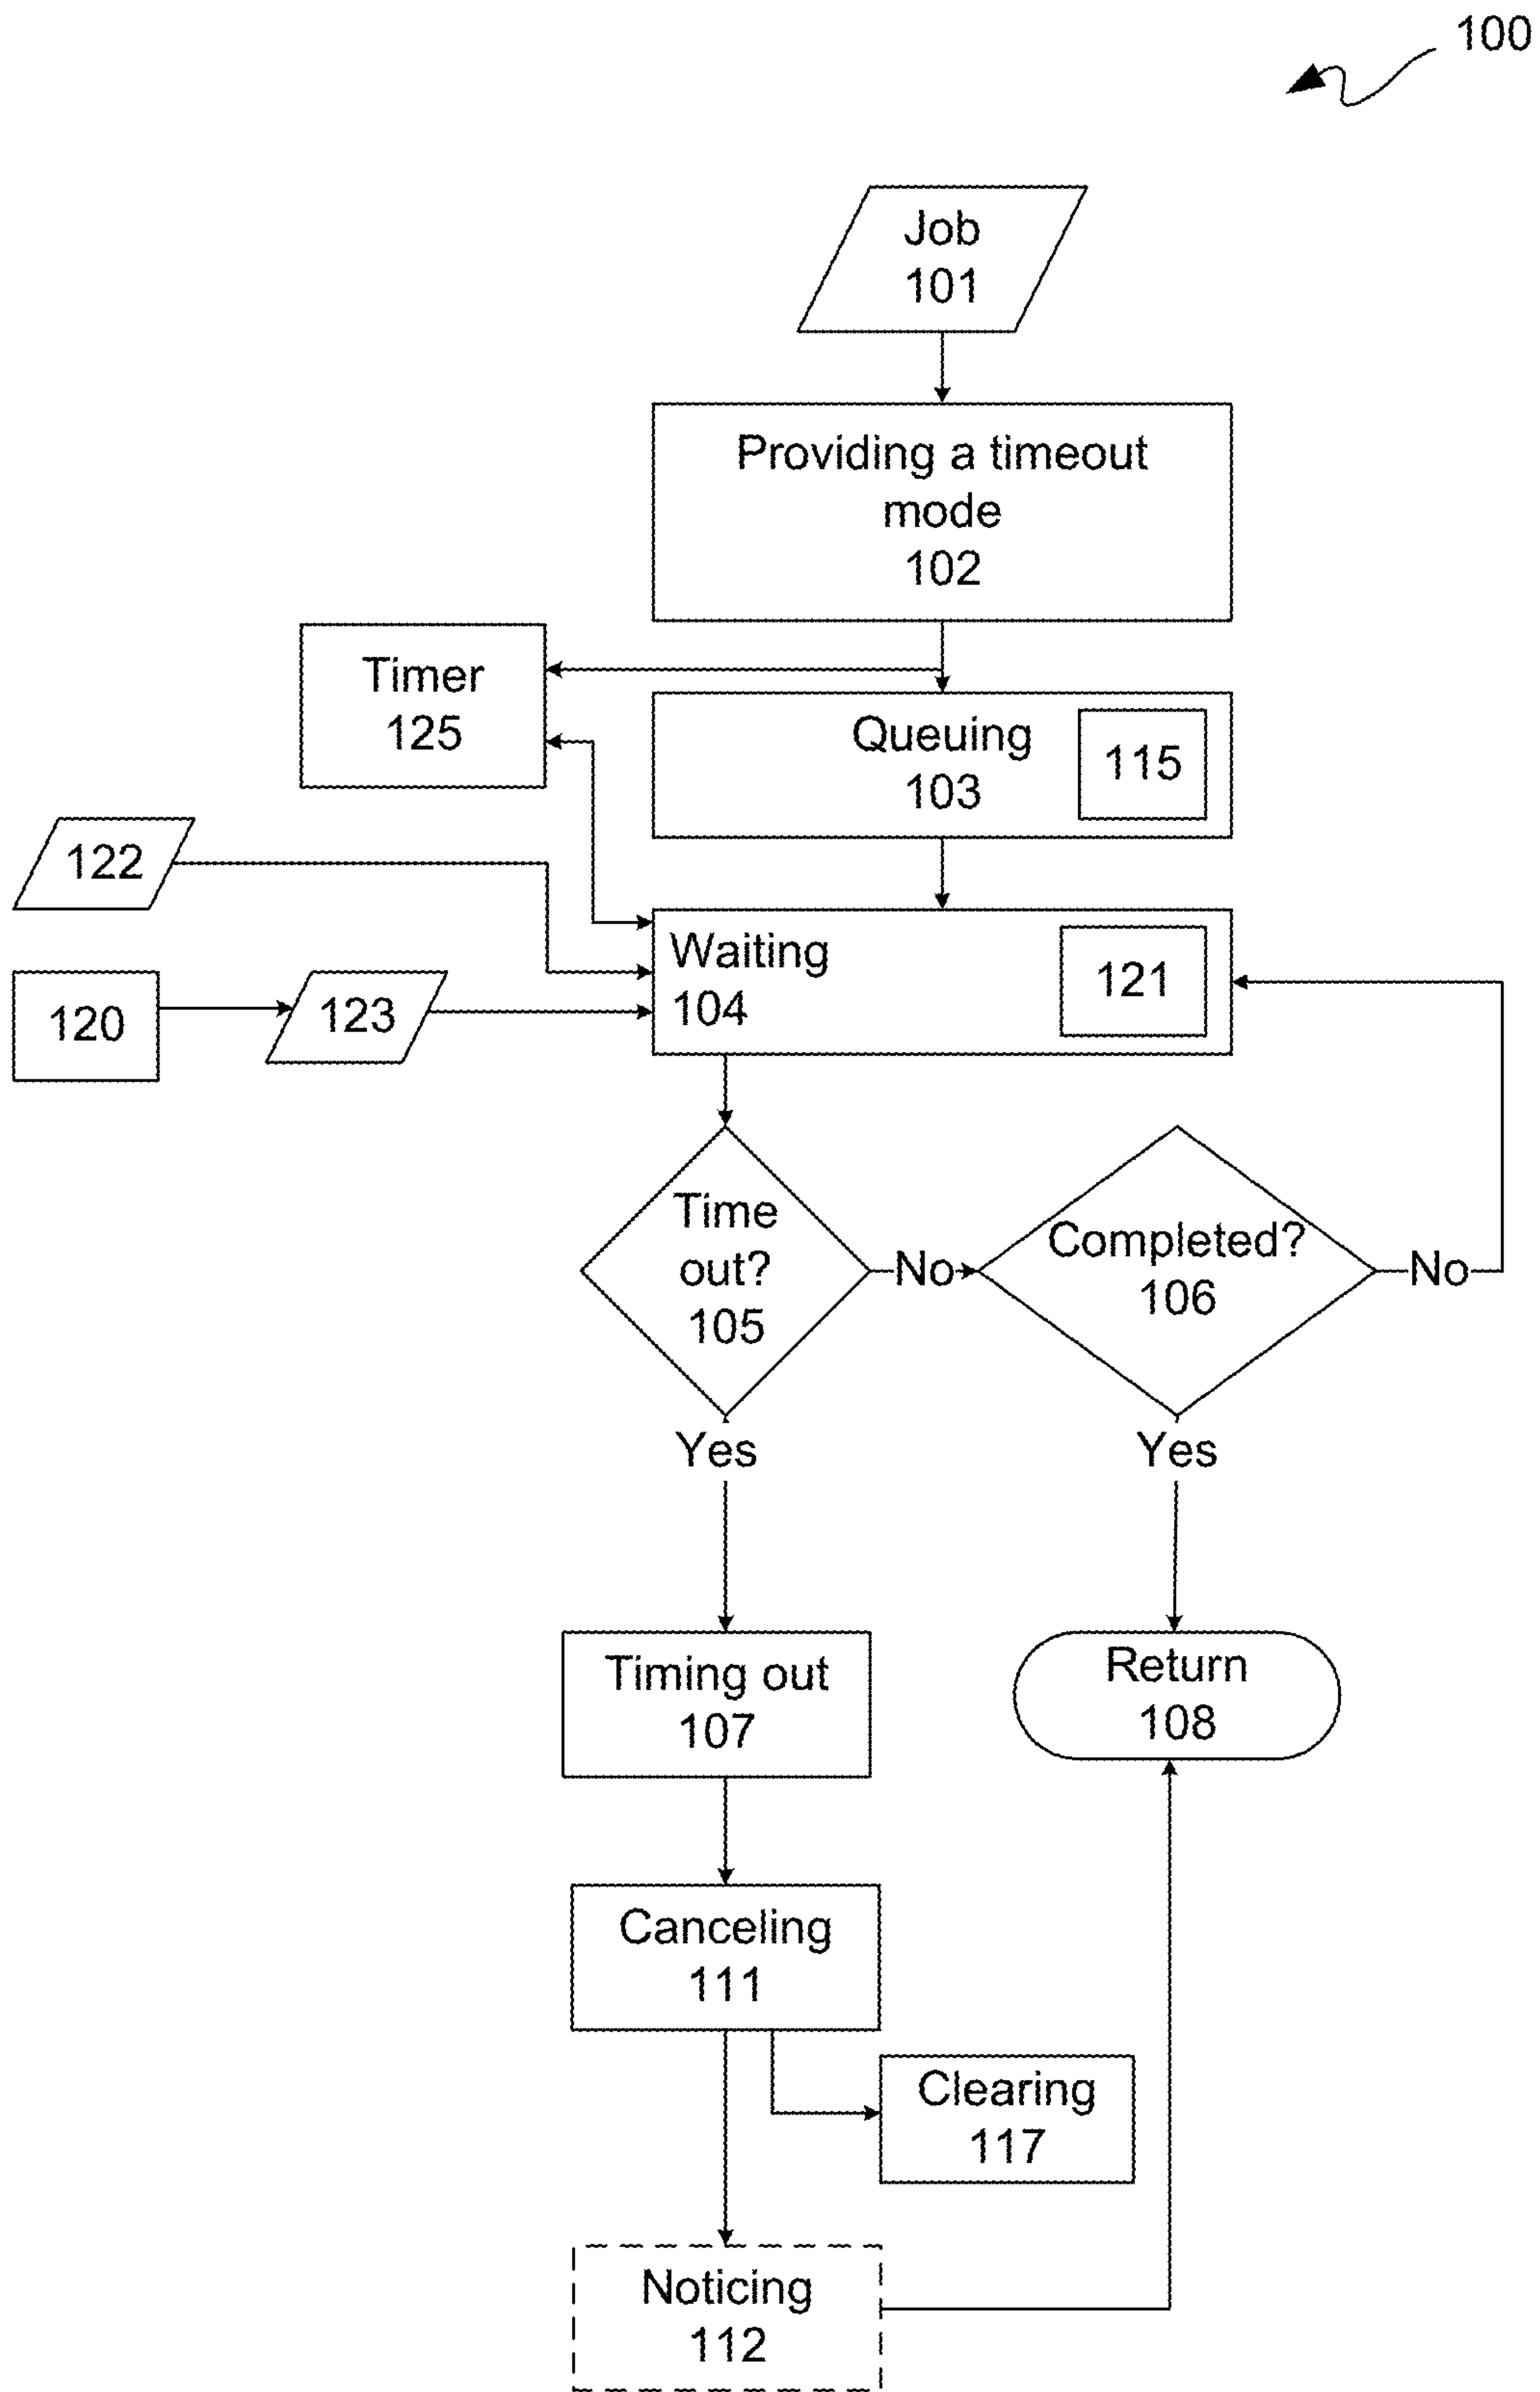 100
Job
101
Providing a timeout
mode
102
Timer
125
Queuing
103
115
122
Waiting
104
121
120
123
Time
out?
105
No
Completed?
106
No
Yes
Yes
Timing out
107
Return
108
Canceling
111
Clearing
117
Noticing
112